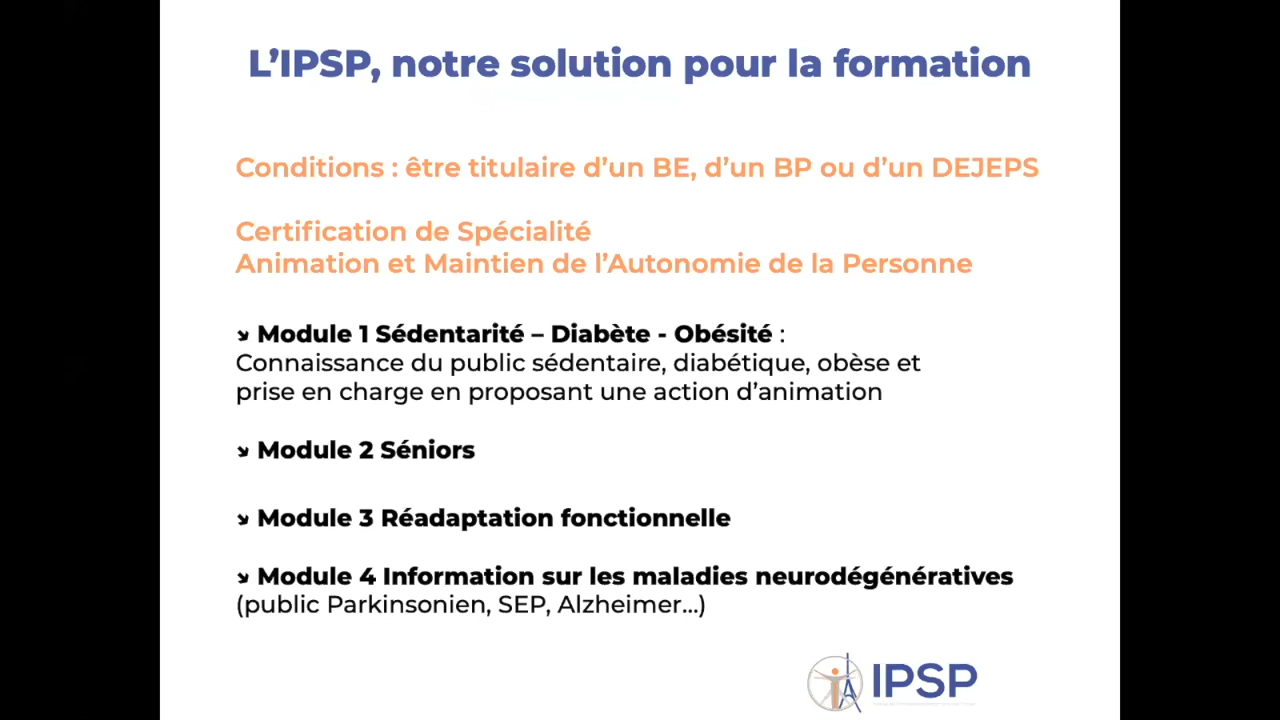 L’IPSP, notre solution pour la formation
Conditions : être titulaire d’un BE, d’un BP ou d’un DEJEPS
Certification de Spécialité
Animation et Maintien de l’Autonomie de la Personne
➘ Module 1 Sédentarité – Diabète - Obésité :
Connaissance du public sédentaire, diabétique, obèse et
prise en charge en proposant une action d’animation
➘ Module 2 Séniors
➘ Module 3 Réadaptation fonctionnelle
➘ Module 4 Information sur les maladies neurodégénératives
(public Parkinsonien, SEP, Alzheimer...)
IPSP